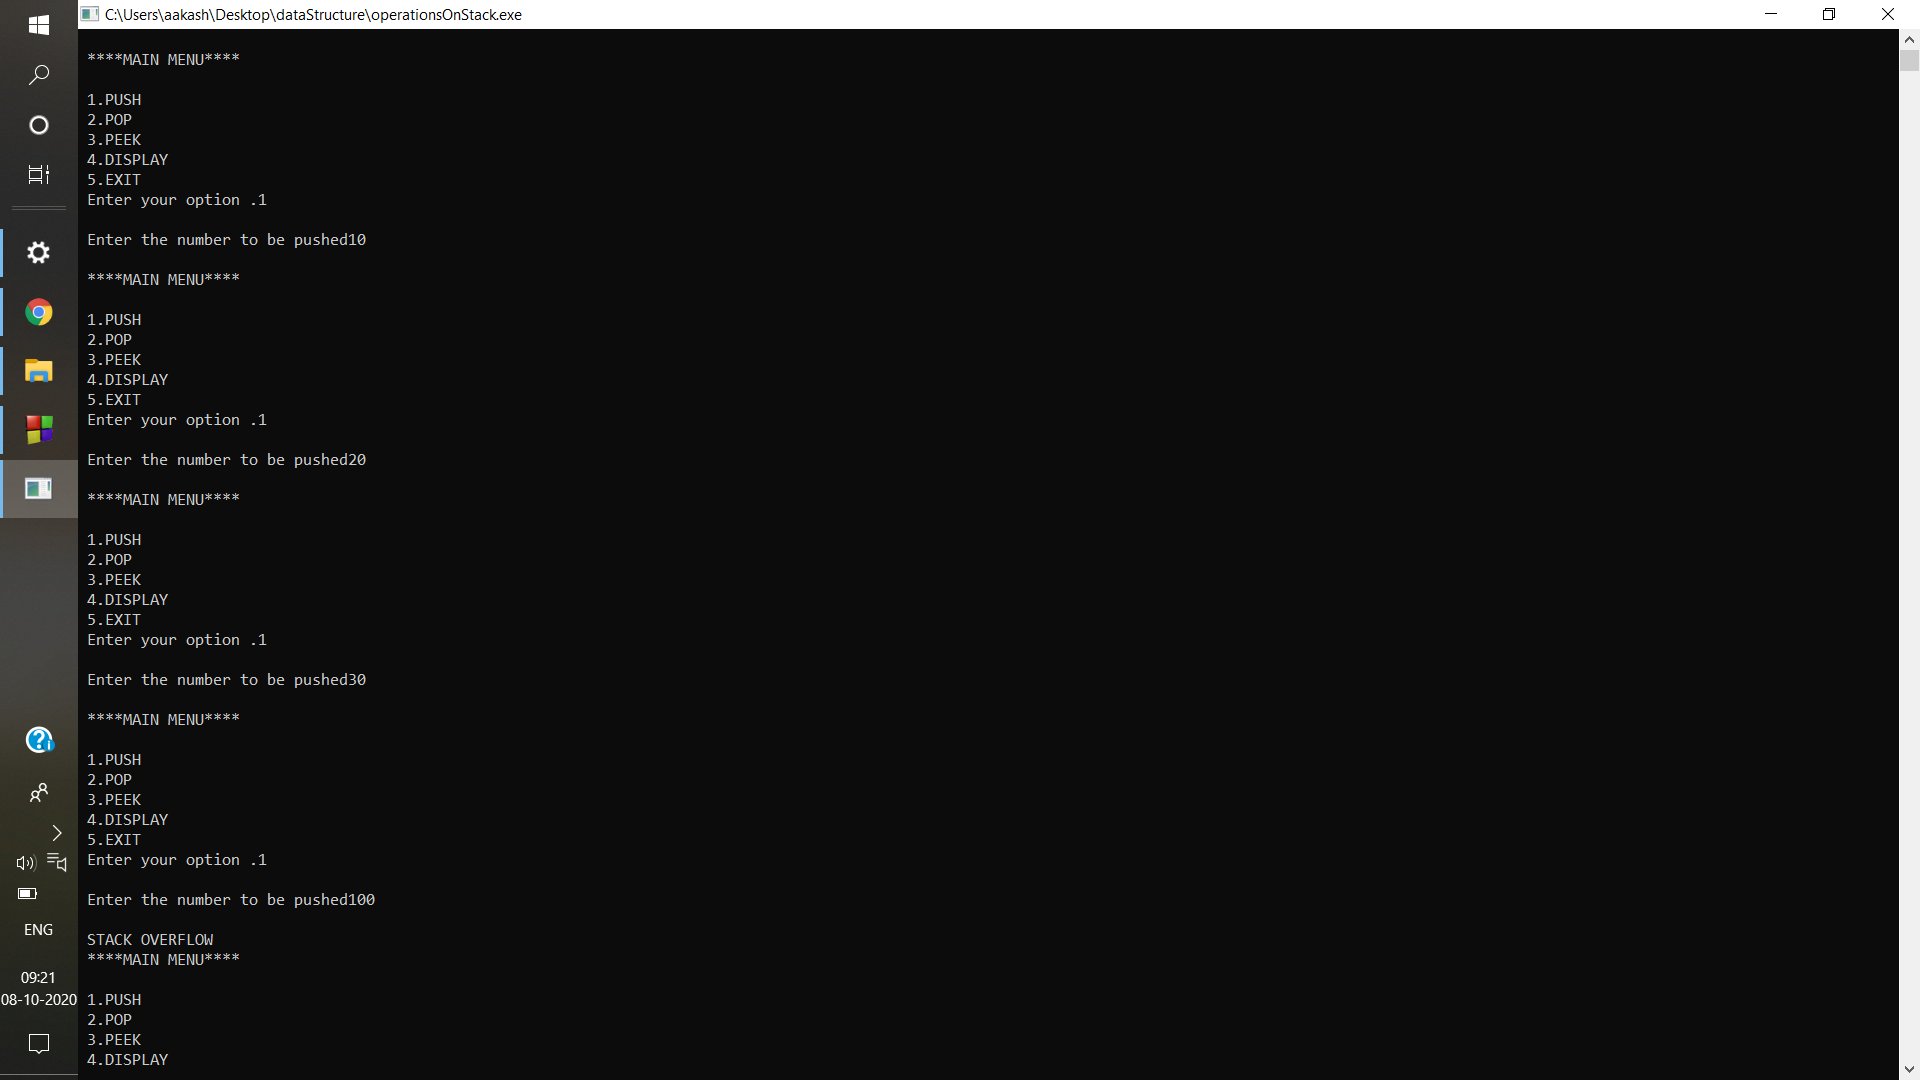 C:\Users\aakash\Desktop\dataStructure\operationsOnStack.exe
****MAIN MENU****
1.PUSH
2.POP
3.PEEK
4.DISPLAY
5.EXIT
Enter your option .1
Enter the number to be pushed10
****MAIN MENU****
1.PUSH
2.POP
3.PEEK
4.DISPLAY
5.EXIT
Enter your option .1
Enter the number to be pushed20
****MAIN MENU****
1.PUSH
2.POP
3.PEEK
4.DISPLAY
5.EXIT
Enter your option .1
Enter the number to be pushed30
****MAIN MENU****
1.PUSH
2.POP
3.PEEK
4.DISPLAY
5.EXIT
Enter your option .1
Enter the number to be pushed100
STACK OVERFLOW
****MAIN MENU****
1.PUSH
2.POP
3.PEEK
4.DISPLAY
ENG
09:21
08-10-2020